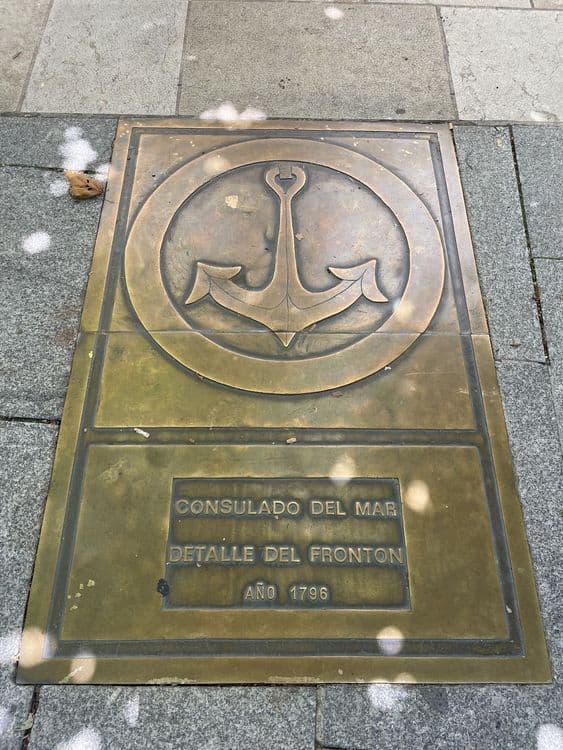 CONSULADO DEL MAR
DETALLE DEL FRONTON
AÑO 1796